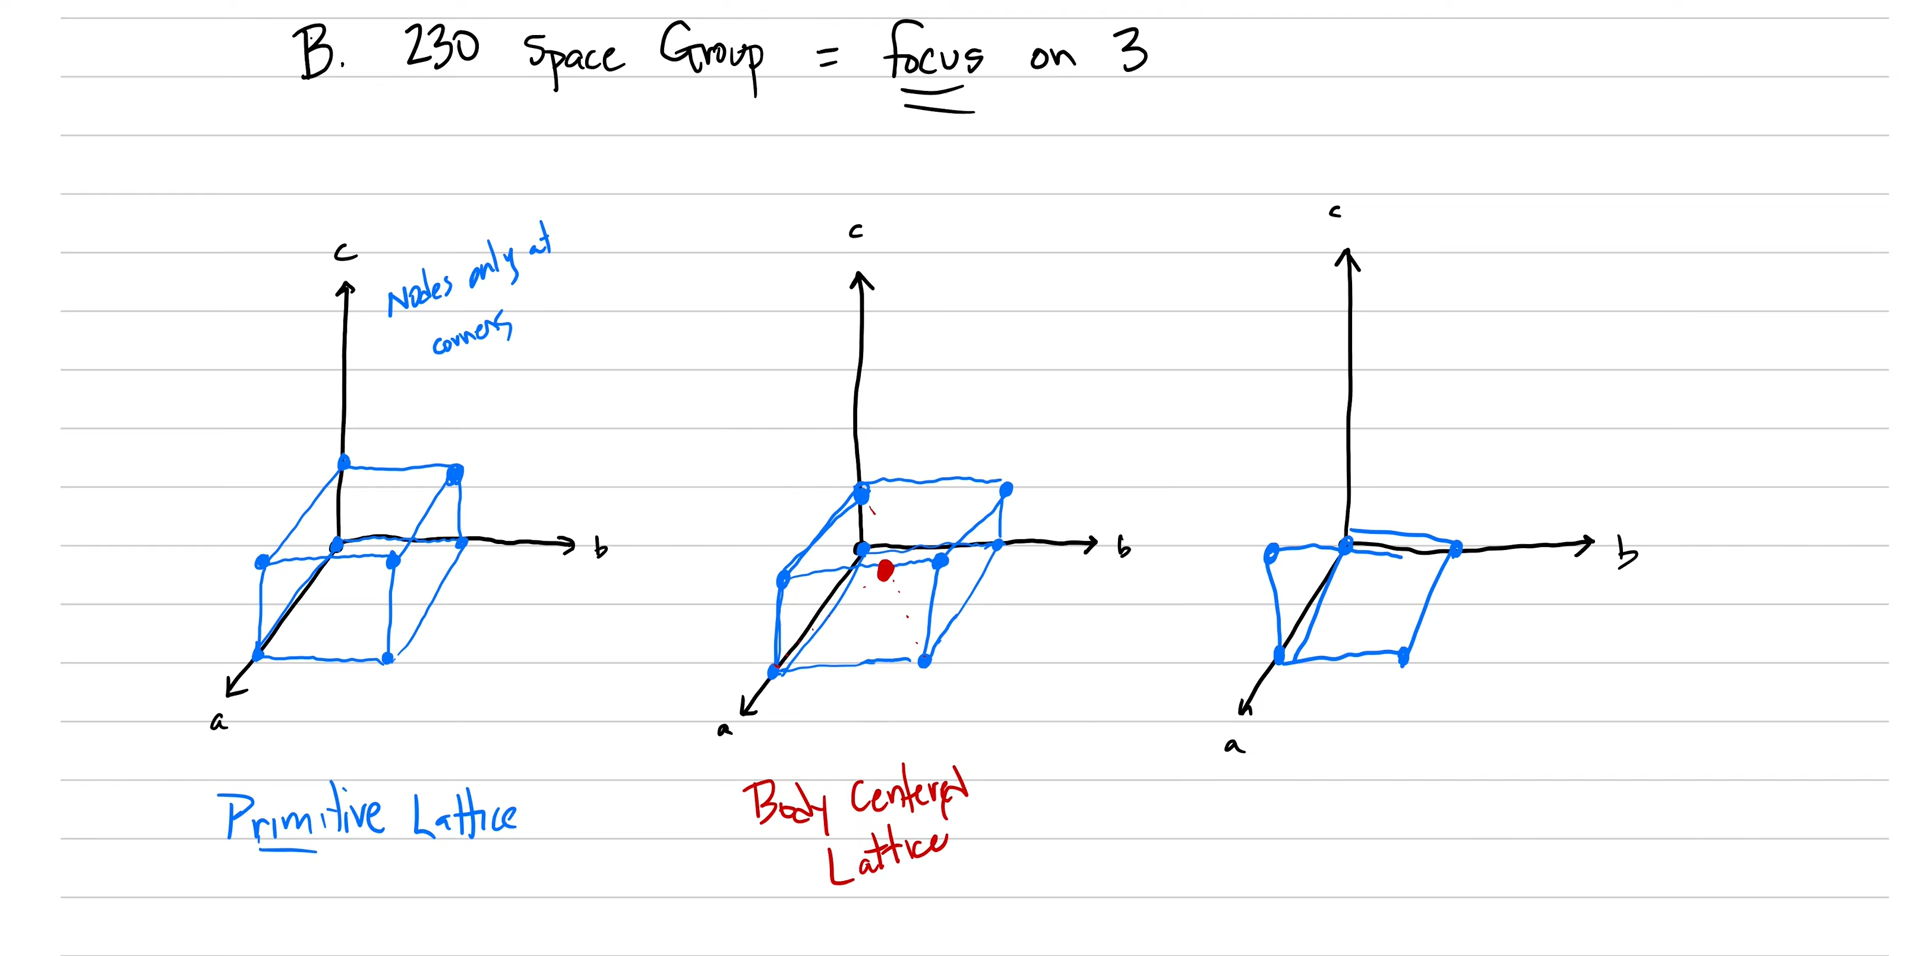 B. 230 Space Group = focus on 3
c
Nodes only at
corners
b
a
Primitive Lattice
c
b
a
Body Centered
Lattice
c
b
a